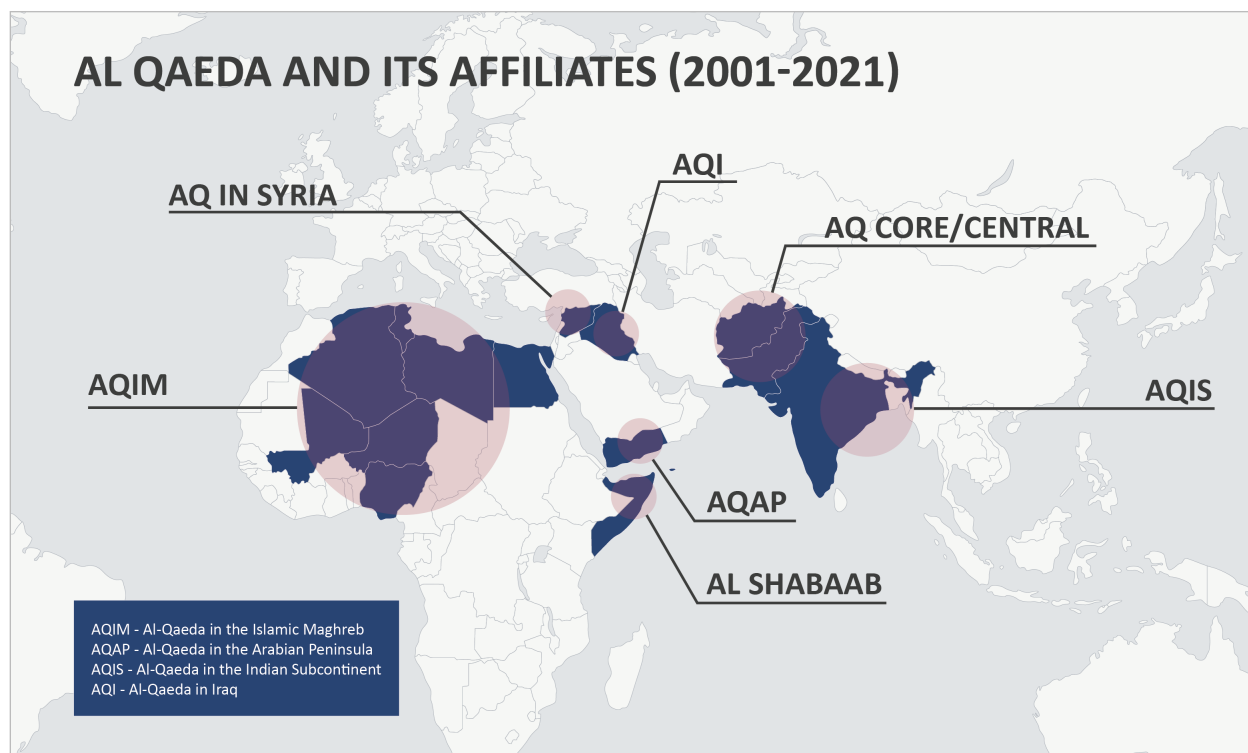 AL QAEDA AND ITS AFFILIATES (2001-2021)
AQI
AQ IN SYRIA
AQ CORE/CENTRAL
AQIM
AQIS
AQAP
AL SHABAAB
AQIM - Al-Qaeda in the Islamic Maghreb
AQAP - Al-Qaeda in the Arabian Peninsula
AQIS - Al-Qaeda in the Indian Subcontinent
AQI - Al-Qaeda in Iraq